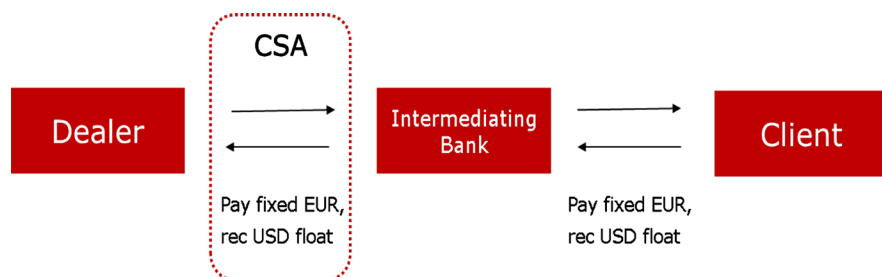 CSA
Dealer
Intermediating
Bank
Client
Pay fixed EUR,
rec USD float
Pay fixed EUR,
rec USD float